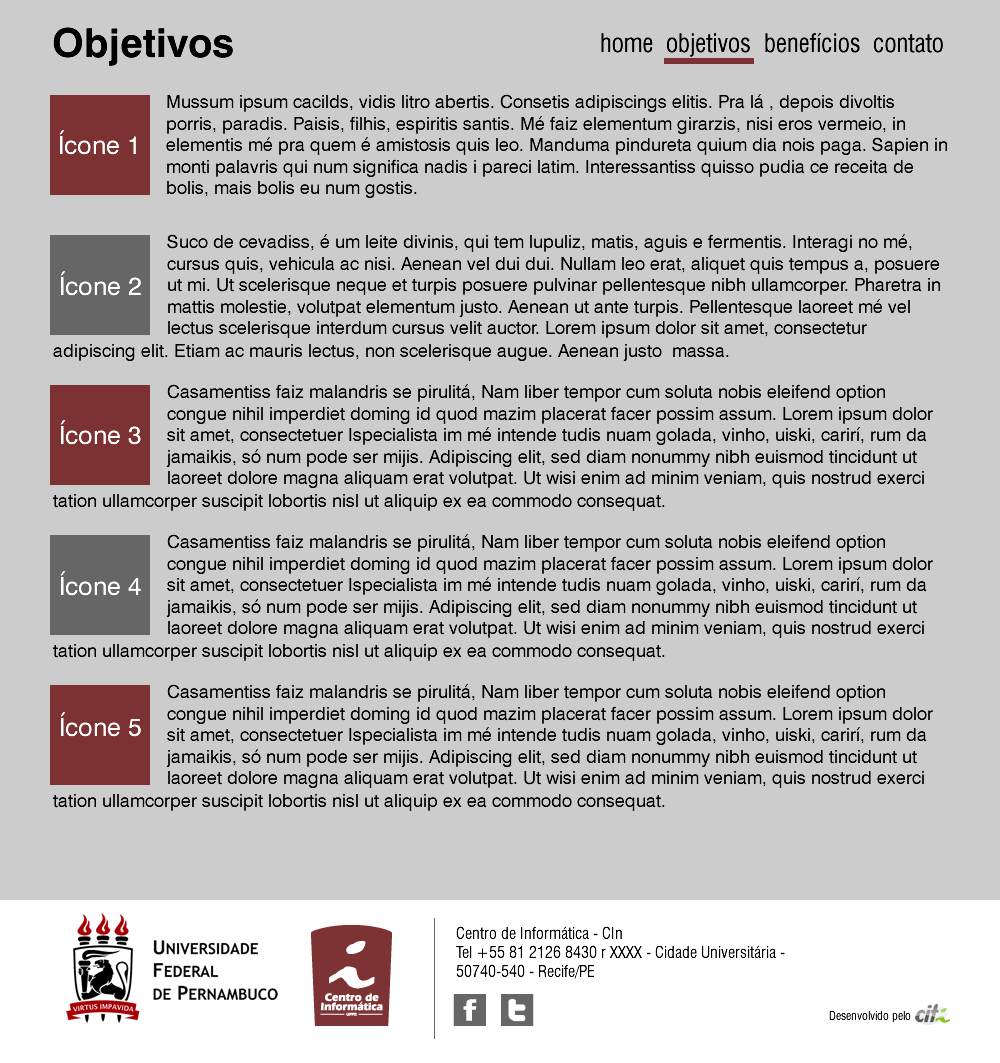 Objetivos
home objetivos benefícios contato
Ícone 1
Mussum ipsum cacilds, vidis litro abertis. Consetis adipiscings elitis. Pra lá , depois divoltis
porris, paradis. Paisis, filhis, espiritis santis. Mé faiz elementum girarzis, nisi eros vermeio, in
elementis mé pra quem é amistosis quis leo. Manduma pindureta quium dia nois paga. Sapien in
monti palavris qui num significa nadis i pareci latim. Interessantiss quisso pudia ce receita de
bolis, mais bolis eu num gostis.
Ícone 2
Suco de cevadiss, é um leite divinis, qui tem lupuliz, matis, aguis e fermentis. Interagi no mé,
cursus quis, vehicula ac nisi. Aenean vel dui dui. Nullam leo erat, aliquet quis tempus a, posuere
ut mi. Ut scelerisque neque et turpis posuere pulvinar pellentesque nibh ullamcorper. Pharetra in
mattis molestie, volutpat elementum justo. Aenean ut ante turpis. Pellentesque laoreet mé vel
lectus scelerisque interdum cursus velit auctor. Lorem ipsum dolor sit amet, consectetur
adipiscing elit. Etiam ac mauris lectus, non scelerisque augue. Aenean justo  massa.
Ícone 3
Casamentiss faiz malandris se pirulitá, Nam liber tempor cum soluta nobis eleifend option
congue nihil imperdiet doming id quod mazim placerat facer possim assum. Lorem ipsum dolor
sit amet, consectetuer Ispecialista im mé intende tudis nuam golada, vinho, uiski, carirí, rum da
jamaikis, só num pode ser mijis. Adipiscing elit, sed diam nonummy nibh euismod tincidunt ut
laoreet dolore magna aliquam erat volutpat. Ut wisi enim ad minim veniam, quis nostrud exerci
tation ullamcorper suscipit lobortis nisl ut aliquip ex ea commodo consequat.
Ícone 4
Casamentiss faiz malandris se pirulitá, Nam liber tempor cum soluta nobis eleifend option
congue nihil imperdiet doming id quod mazim placerat facer possim assum. Lorem ipsum dolor
sit amet, consectetuer Ispecialista im mé intende tudis nuam golada, vinho, uiski, carirí, rum da
jamaikis, só num pode ser mijis. Adipiscing elit, sed diam nonummy nibh euismod tincidunt ut
laoreet dolore magna aliquam erat volutpat. Ut wisi enim ad minim veniam, quis nostrud exerci
tation ullamcorper suscipit lobortis nisl ut aliquip ex ea commodo consequat.
Ícone 5
Casamentiss faiz malandris se pirulitá, Nam liber tempor cum soluta nobis eleifend option
congue nihil imperdiet doming id quod mazim placerat facer possim assum. Lorem ipsum dolor
sit amet, consectetuer Ispecialista im mé intende tudis nuam golada, vinho, uiski, carirí, rum da
jamaikis, só num pode ser mijis. Adipiscing elit, sed diam nonummy nibh euismod tincidunt ut
laoreet dolore magna aliquam erat volutpat. Ut wisi enim ad minim veniam, quis nostrud exerci
tation ullamcorper suscipit lobortis nisl ut aliquip ex ea commodo consequat.
VIRTUS IMPAVIDA
UNIVERSIDADE
FEDERAL
DE PERNAMBUCO
Centro de
Informática
UFPE
Centro de Informática - CIn
Tel +55 81 2126 8430 r XXXX - Cidade Universitária -
50740-540 - Recife/PE
f t
Desenvolvido pelo citi